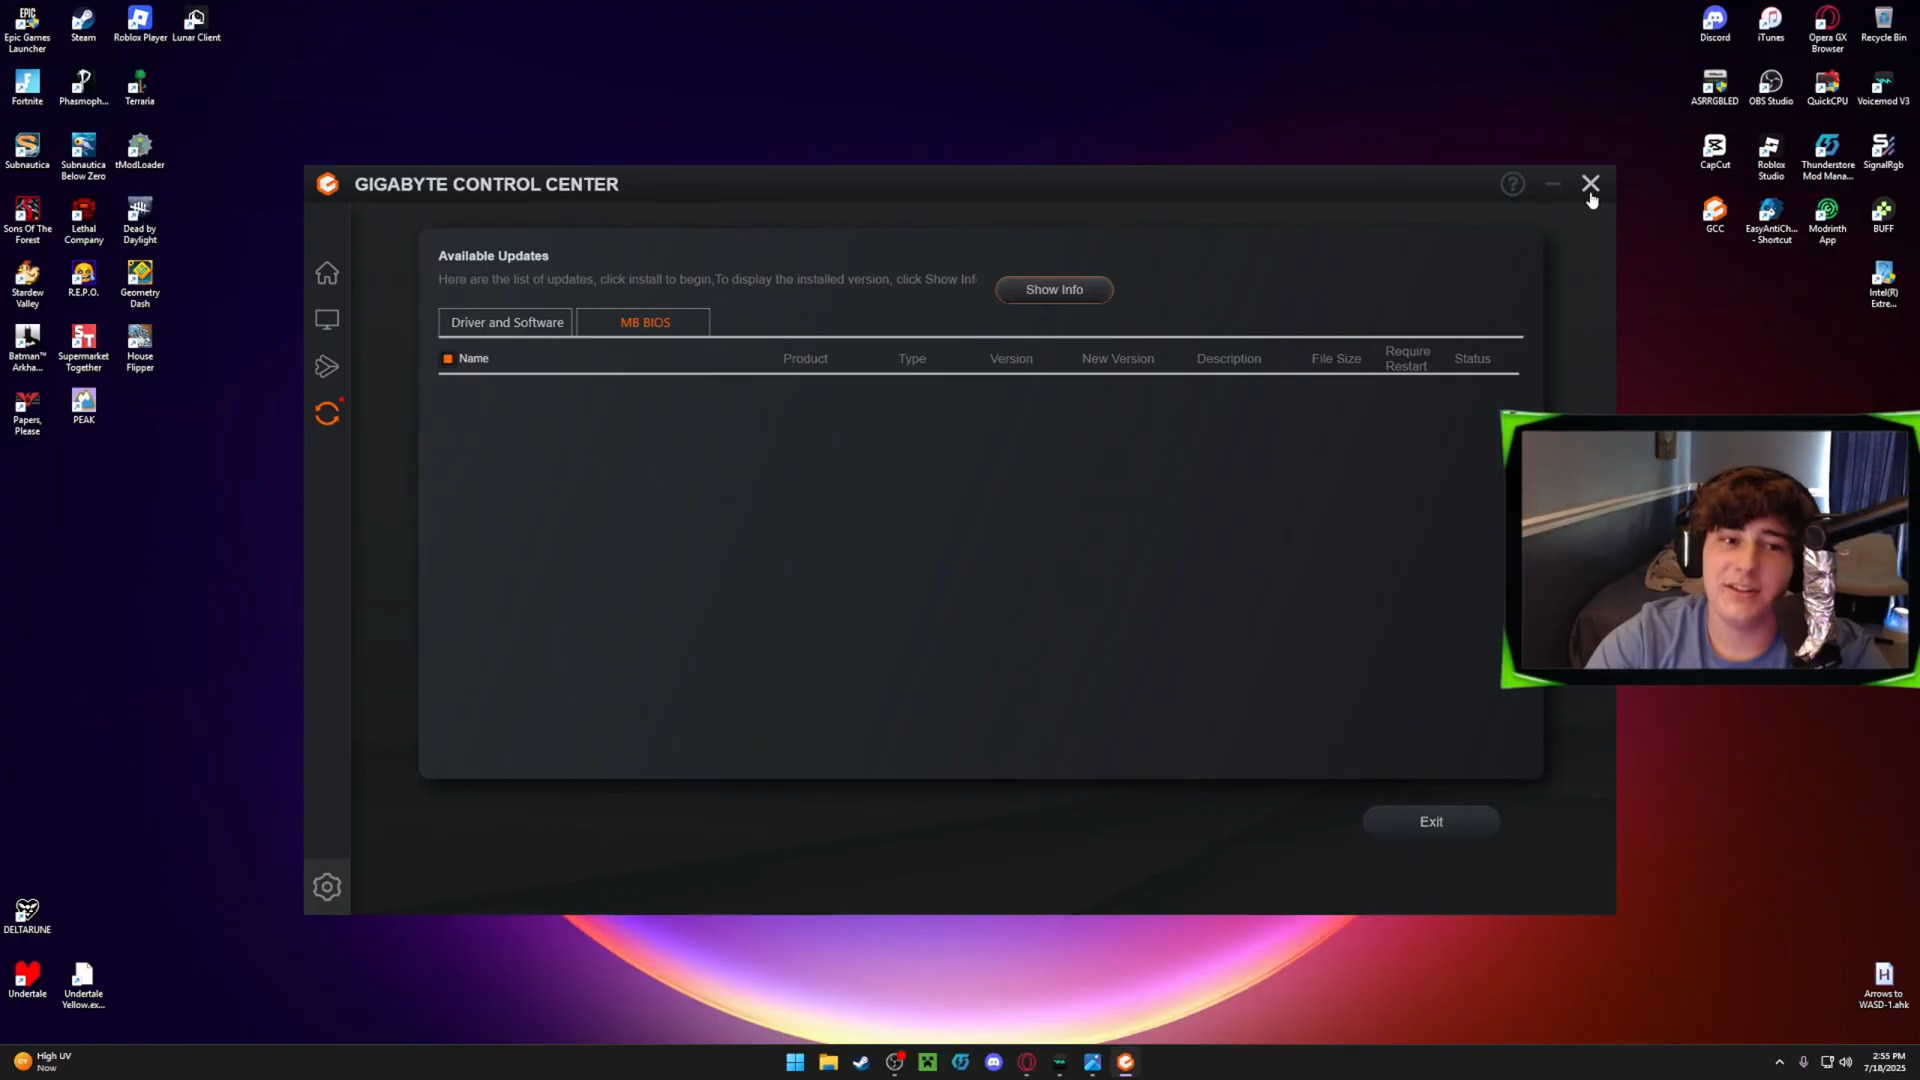 EPIC
Epic Games Launcher
Steam
Roblox Player
Lunar Client
Fortnite
Phasmoph...
Terraria
Subnautica
Subnautica Below Zero
tModLoader
Sons Of The Forest
Lethal Company
Dead by Daylight
Stardew Valley
R.E.P.O.
Geometry Dash
Batman™ Arkha...
Supermarket Together
House Flipper
Papers, Please
PEAK
DELTARUNE
Undertale
Undertale Yellow.ex...
GIGABYTE CONTROL CENTER
Available Updates
Here are the list of updates, click install to begin,To display the installed version, click Show Inf
Show Info
Driver and Software
MB BIOS
Name
Product
Type
Version
New Version
Description
File Size
Require Restart
Status
Exit
Discord
iTunes
Opera GX Browser
Recycle Bin
ASRRGBLED
OBS Studio
QuickCPU
Voicemod V3
CapCut
Roblox Studio
Thunderstore Mod Mana...
SignalRgb
GCC
EasyAntiCh... - Shortcut
Modrinth App
BUFF
Intel(R) Extre...
Arrows to WASD-1.ahk
High UV
Now
2:55 PM
7/18/2025